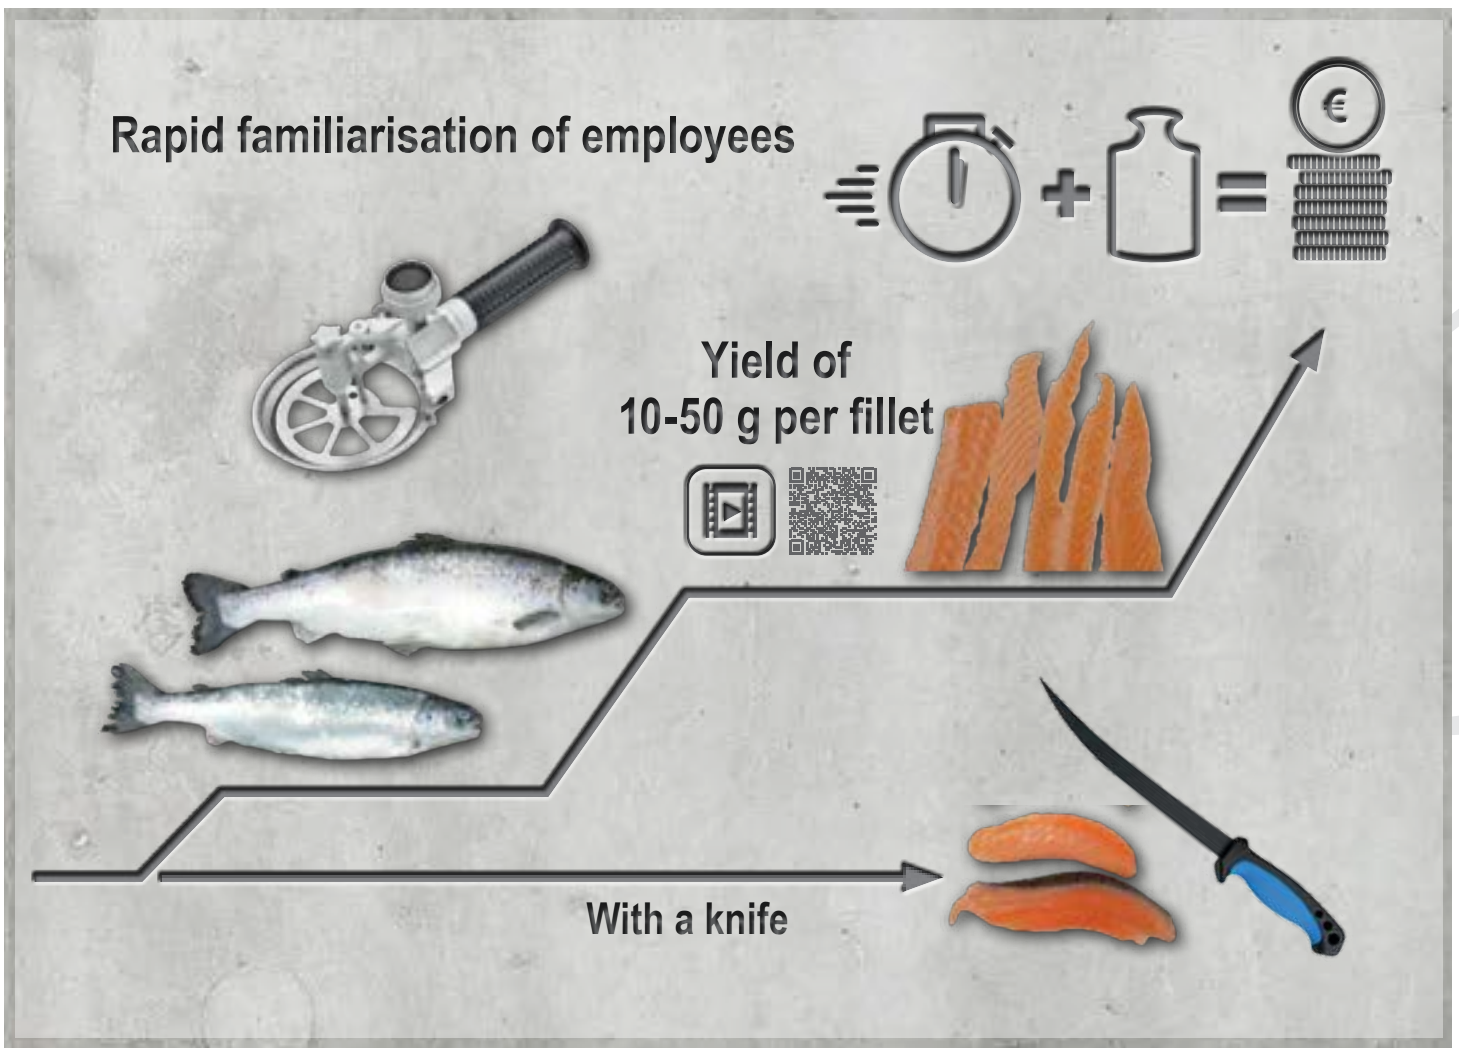 Rapid familiarisation of employees
€
Yield of
10-50 g per fillet
With a knife